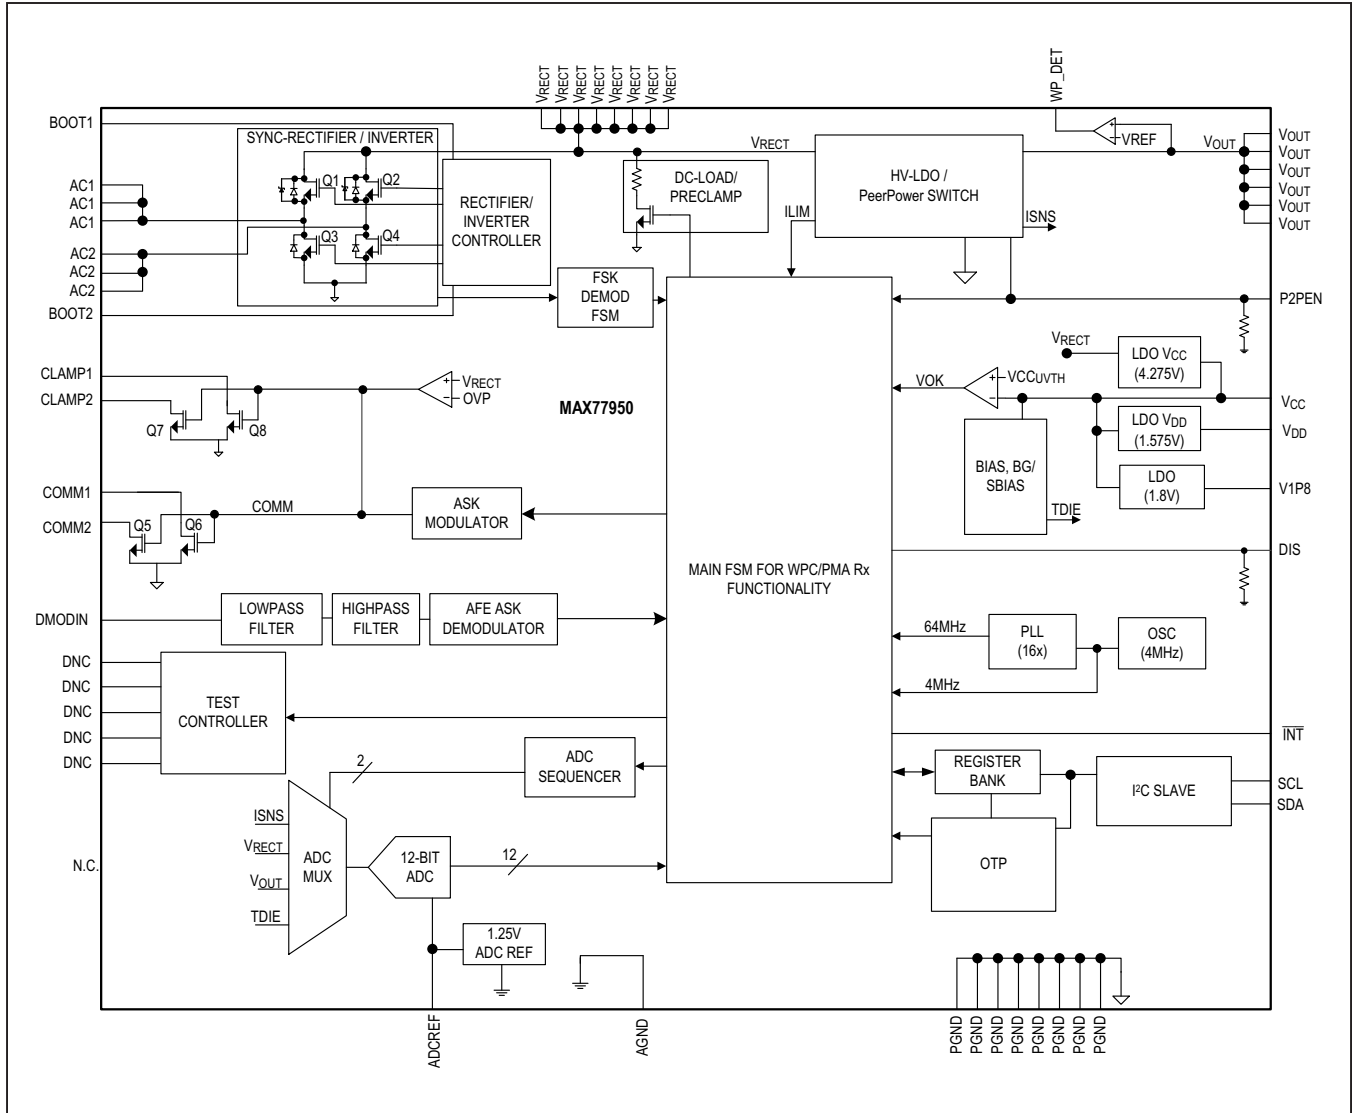 VRECT
VRECT
VRECT
VRECT
VRECT
VRECT
VRECT
VRECT
WP_DET
BOOT1
SYNC-RECTIFIER / INVERTER
VRECT
VREF
VOUT
VOUT
VOUT
VOUT
VOUT
VOUT
VOUT
AC1
AC1
AC1
AC2
AC2
AC2
BOOT2
Q1
Q2
Q3
Q4
RECTIFIER/
INVERTER
CONTROLLER
DC-LOAD/
PRECLAMP
HV-LDO /
PeerPower SWITCH
ILIM
ISNS
FSK
DEMOD
FSM
P2PEN
CLAMP1
CLAMP2
Q7
Q8
VRECT
OVP
MAX77950
VRECT
LDO VCC
(4.275V)
VOK
VCCUVTH
VCC
LDO VDD
(1.575V)
VDD
BIAS, BG/
SBIAS
TDIE
LDO
(1.8V)
V1P8
COMM1
COMM2
Q5
Q6
COMM
ASK
MODULATOR
DIS
MAIN FSM FOR WPC/PMA Rx
FUNCTIONALITY
DMODIN
LOWPASS
FILTER
HIGHPASS
FILTER
AFE ASK
DEMODULATOR
64MHz
PLL
(16x)
OSC
(4MHz)
4MHz
DNC
DNC
DNC
DNC
DNC
TEST
CONTROLLER
INT
ADC
SEQUENCER
2
REGISTER
BANK
I²C SLAVE
SCL
SDA
OTP
ISNS
VRECT
VOUT
TDIE
ADC
MUX
12-BIT
ADC
12
N.C.
1.25V
ADC REF
ADCREF
AGND
PGND
PGND
PGND
PGND
PGND
PGND
PGND
PGND